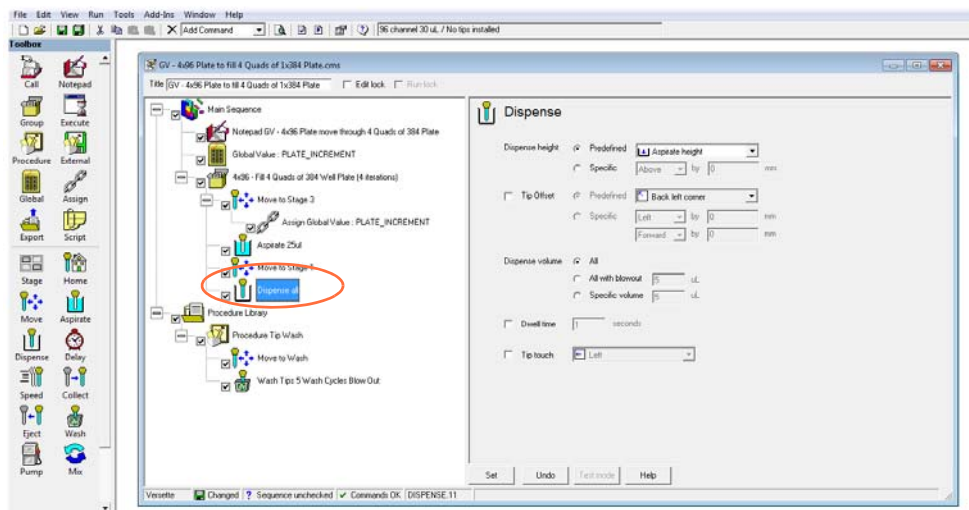 File Edit View Run Tools Add-Ins Window Help
Add Command 96 channel 30 uL / No tips installed
Toolbox
Call Notepad
Group Execute
Procedure External
Global Assign
Export Script
Stage Home
Move Aspirate
Dispense Delay
Speed Collect
Eject Wash
Pump Mix
GV - 4x96 Plate to fill 4 Quads of 1x384 Plate.cms
Title GV - 4x96 Plate to fill 4 Quads of 1x384 Plate Edit lock Run lock
Main Sequence
Notepad GV - 4x96 Plate move through 4 Quads of 384 Plate
Global Value : PLATE_INCREMENT
4x96 - Fill 4 Quads of 384 Well Plate (4 iterations)
Move to Stage 3
Assign Global Value : PLATE_INCREMENT
Aspirate 25ul
Move to Stage
Dispense all
Procedure Library
Procedure Tip Wash
Move to Wash
Wash Tips 5 Wash Cycles Blow Out
Dispense
Dispense height Predefined Aspirate height
Specific Above by 0 mm
Tip Offset Predefined Back left corner
Specific Left by 0 mm
Forward by 0 mm
Dispense volume All
All with blowout 5 uL
Specific volume 5 uL
Dwell time 1 seconds
Tip touch Left
Set Undo Test mode Help
Versette Changed ? Sequence unchecked Commands OK DISPENSE.11